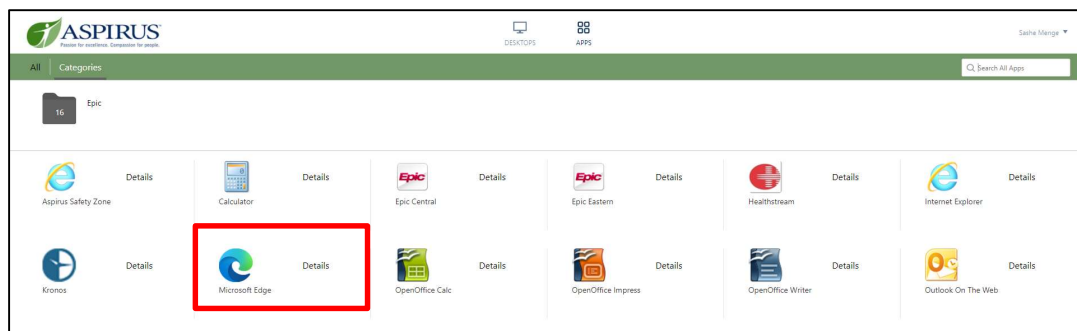 ASPIRUS
Passion for excellence. Compassion for people.
DESKTOPS
APPS
Sasha Menge
All
Categories
Search All Apps
16
Epic
Details
Aspirus Safety Zone
Details
Calculator
Epic
Details
Epic Central
Epic
Details
Epic Eastern
Details
Healthstream
Details
Internet Explorer
Details
Kronos
Details
Microsoft Edge
Details
OpenOffice Calc
Details
OpenOffice Impress
Details
OpenOffice Writer
Details
Outlook On The Web